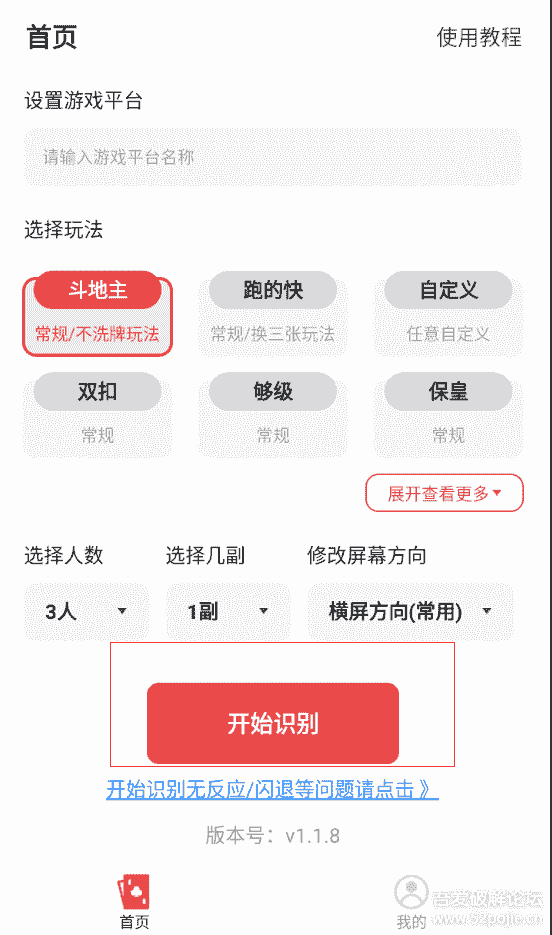 首页 使用教程
设置游戏平台
请输入游戏平台名称
选择玩法
斗地主 跑的快 自定义
常规/不洗牌玩法 常规/换三张玩法 任意自定义
双扣 够级 保皇
常规 常规 常规
展开查看更多
选择人数 选择几副 修改屏幕方向
3人 1副 横屏方向(常用)
开始识别
开始识别无反应/闪退等问题请点击 》
版本号：v1.1.8
首页 我的
吾爱破解论坛
www.52pojie.cn